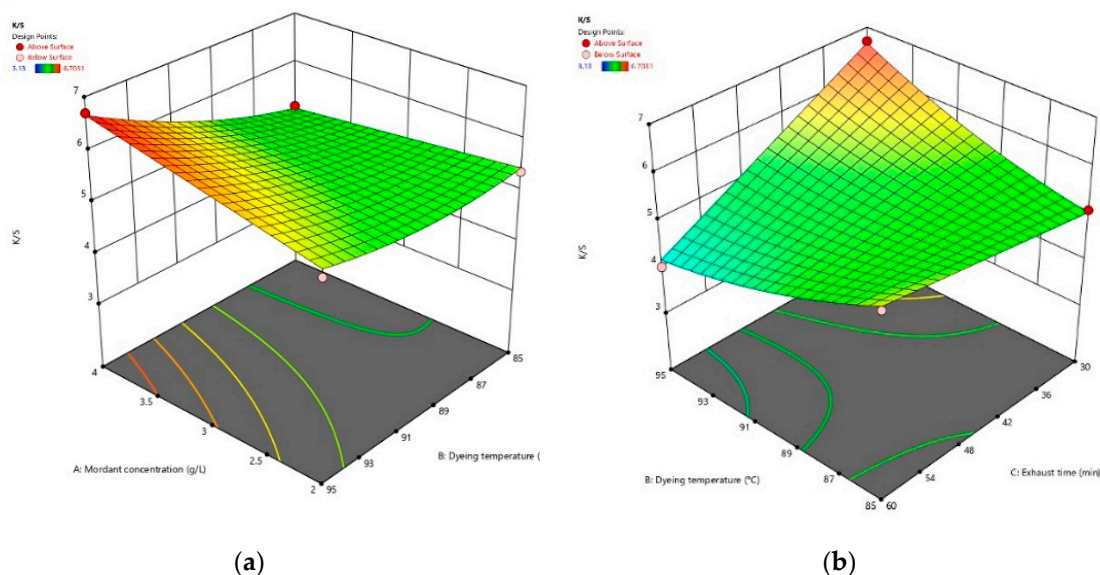 K/S
Design Points:
Above Surface
Below Surface
3.13 6.7031
7
6
5
4
3
K/S
4
3.5
3
2.5
2
95
93
91
89
87
85
A: Mordant concentration (g/L)
B: Dyeing temperature (
(a)
K/S
Design Points:
Above Surface
Below Surface
3.13 6.7031
7
6
5
4
3
K/S
95
93
91
89
87
85
60
54
48
42
36
30
B: Dyeing temperature (°C)
C: Exhaust time (min)
(b)